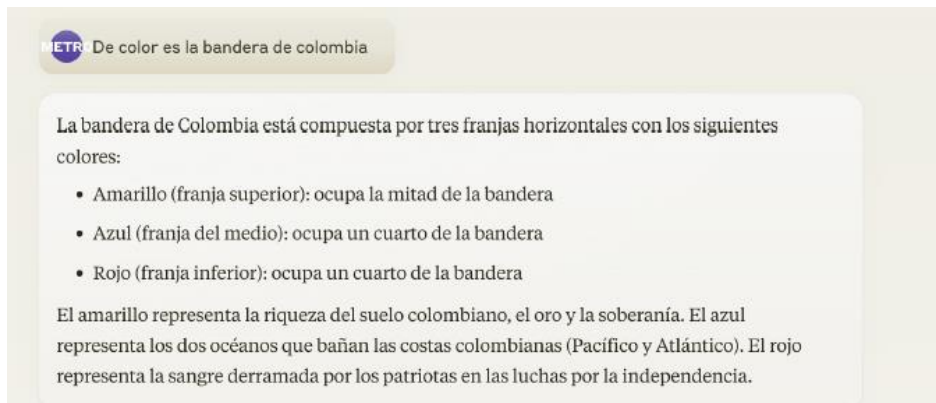 METRO De color es la bandera de colombia
La bandera de Colombia está compuesta por tres franjas horizontales con los siguientes
colores:
• Amarillo (franja superior): ocupa la mitad de la bandera
• Azul (franja del medio): ocupa un cuarto de la bandera
• Rojo (franja inferior): ocupa un cuarto de la bandera
El amarillo representa la riqueza del suelo colombiano, el oro y la soberanía. El azul
representa los dos océanos que bañan las costas colombianas (Pacífico y Atlántico). El rojo
representa la sangre derramada por los patriotas en las luchas por la independencia.